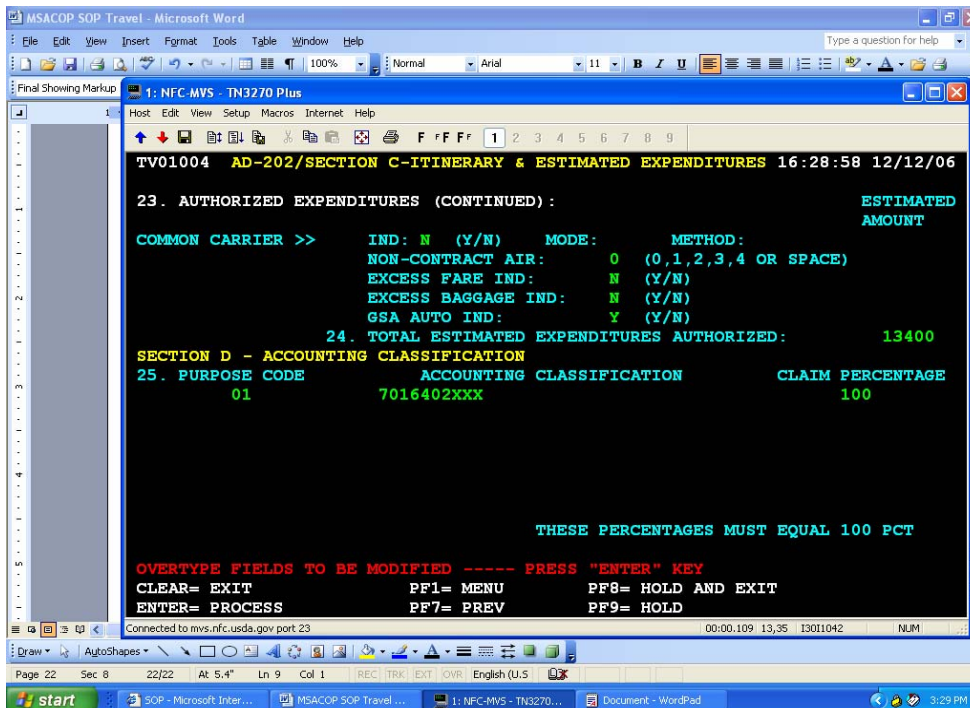 MSACOP SOP Travel - Microsoft Word
File Edit View Insert Format Tools Table Window Help Type a question for help
100% Normal Arial 11 B I U
Final Showing Markup
1: NFC-MVS - TN3270 Plus
Host Edit View Setup Macros Internet Help
1 2 3 4 5 6 7 8 9
TV01004 AD-202/SECTION C-ITINERARY & ESTIMATED EXPENDITURES 16:28:58 12/12/06
23. AUTHORIZED EXPENDITURES (CONTINUED): ESTIMATED
AMOUNT
COMMON CARRIER >> IND: N (Y/N) MODE: METHOD:
NON-CONTRACT AIR: 0 (0,1,2,3,4 OR SPACE)
EXCESS FARE IND: N (Y/N)
EXCESS BAGGAGE IND: N (Y/N)
GSA AUTO IND: Y (Y/N)
24. TOTAL ESTIMATED EXPENDITURES AUTHORIZED: 13400
SECTION D - ACCOUNTING CLASSIFICATION
25. PURPOSE CODE ACCOUNTING CLASSIFICATION CLAIM PERCENTAGE
01 7016402XXX 100
THESE PERCENTAGES MUST EQUAL 100 PCT
OVERTYPE FIELDS TO BE MODIFIED ----- PRESS "ENTER" KEY
CLEAR= EXIT PF1= MENU PF8= HOLD AND EXIT
ENTER= PROCESS PF7= PREV PF9= HOLD
Connected to mvs.nfc.usda.gov port 23 00:00.109 13,35 I30I1042 NUM
Draw AutoShapes
Page 22 Sec 8 22/22 At 5.4" Ln 9 Col 1 REC TRK EXT OVR English (U.S
start SOP - Microsoft Inter... MSACOP SOP Travel ... 1: NFC-MVS - TN3270... Document - WordPad 3:29 PM